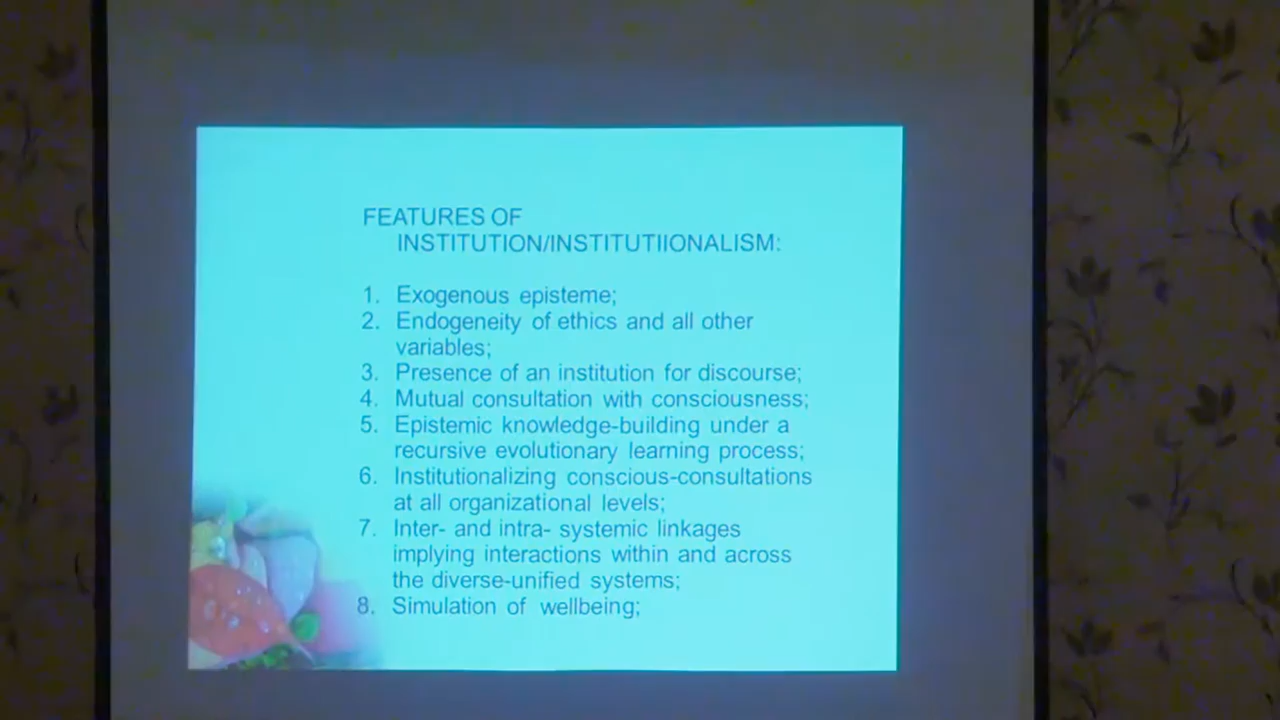 FEATURES OF
INSTITUTION/INSTITUTIIONALISM:
1. Exogenous episteme;
2. Endogeneity of ethics and all other
variables;
3. Presence of an institution for discourse;
4. Mutual consultation with consciousness;
5. Epistemic knowledge-building under a
recursive evolutionary learning process;
6. Institutionalizing conscious-consultations
at all organizational levels;
7. Inter- and intra- systemic linkages
implying interactions within and across
the diverse-unified systems;
8. Simulation of wellbeing;